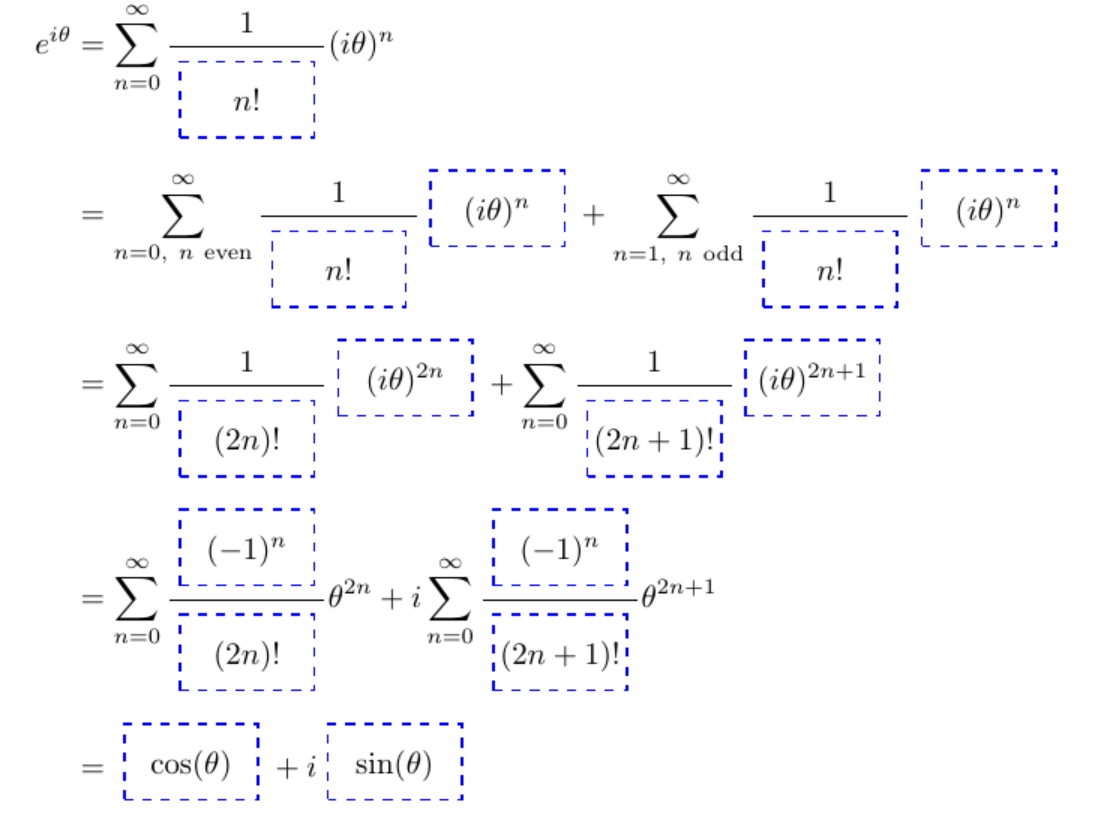 $e^{i\theta} = \sum_{n=0}^{\infty} \frac{1}{n!} (i\theta)^n$
$= \sum_{n=0,\ n\ \text{even}}^{\infty} \frac{1}{n!} (i\theta)^n + \sum_{n=1,\ n\ \text{odd}}^{\infty} \frac{1}{n!} (i\theta)^n$
$= \sum_{n=0}^{\infty} \frac{1}{(2n)!} (i\theta)^{2n} + \sum_{n=0}^{\infty} \frac{1}{(2n+1)!} (i\theta)^{2n+1}$
$= \sum_{n=0}^{\infty} \frac{(-1)^n}{(2n)!} \theta^{2n} + i \sum_{n=0}^{\infty} \frac{(-1)^n}{(2n+1)!} \theta^{2n+1}$
$= \cos(\theta) + i \sin(\theta)$